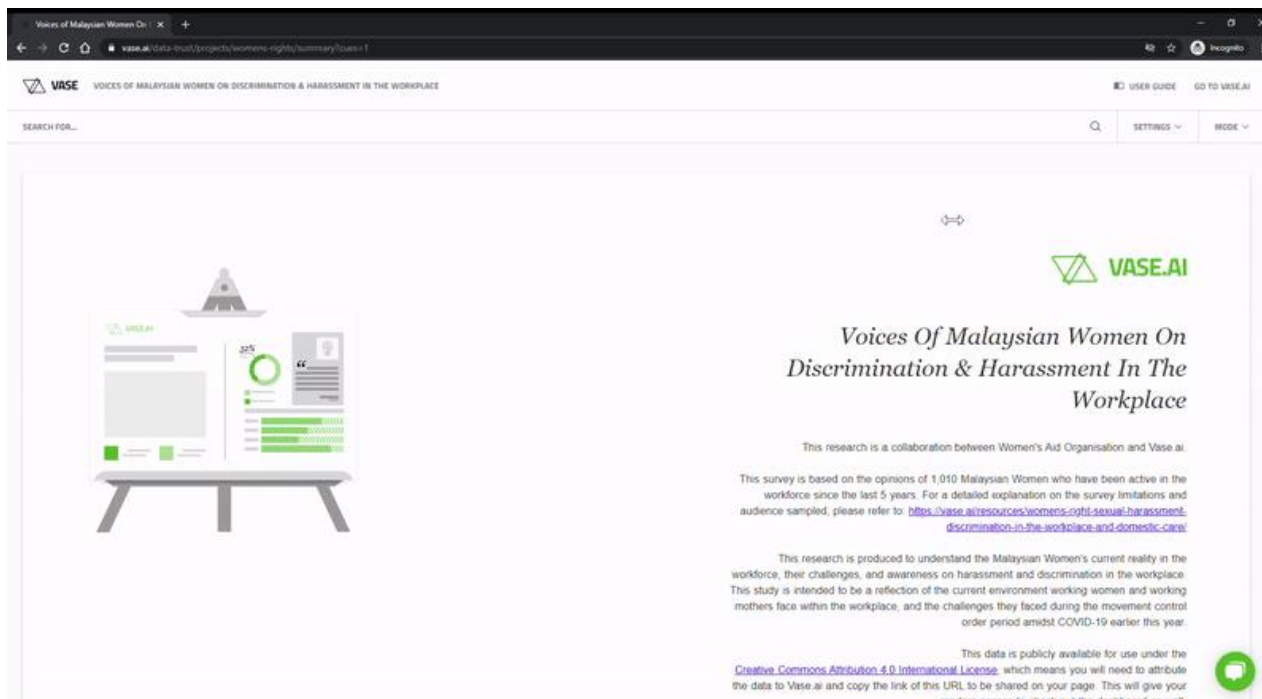 Voices of Malaysian Women On
vase.ai/data-trust/projects/womens-rights/summary?
Incognito
VASE VOICES OF MALAYSIAN WOMEN ON DISCRIMINATION & HARASSMENT IN THE WORKPLACE
USER GUIDE GO TO VASE.AI
SEARCH FOR...
SETTINGS MODE
VASE.AI
VASE.AI
32%
Voices Of Malaysian Women On
Discrimination & Harassment In The
Workplace
This research is a collaboration between Women's Aid Organisation and Vase.ai.
This survey is based on the opinions of 1,010 Malaysian Women who have been active in the
workforce since the last 5 years. For a detailed explanation on the survey limitations and
audience sampled, please refer to: https://vase.ai/resources/womens-right-sexual-harassment-
discrimination-in-the-workplace-and-domestic-care/
This research is produced to understand the Malaysian Women's current reality in the
workforce, their challenges, and awareness on harassment and discrimination in the workplace.
This study is intended to be a reflection of the current environment working women and working
mothers face within the workplace, and the challenges they faced during the movement control
order period amidst COVID-19 earlier this year.
This data is publicly available for use under the
Creative Commons Attribution 4.0 International License, which means you will need to attribute
the data to Vase.ai and copy the link of this URL to be shared on your page. This will give your